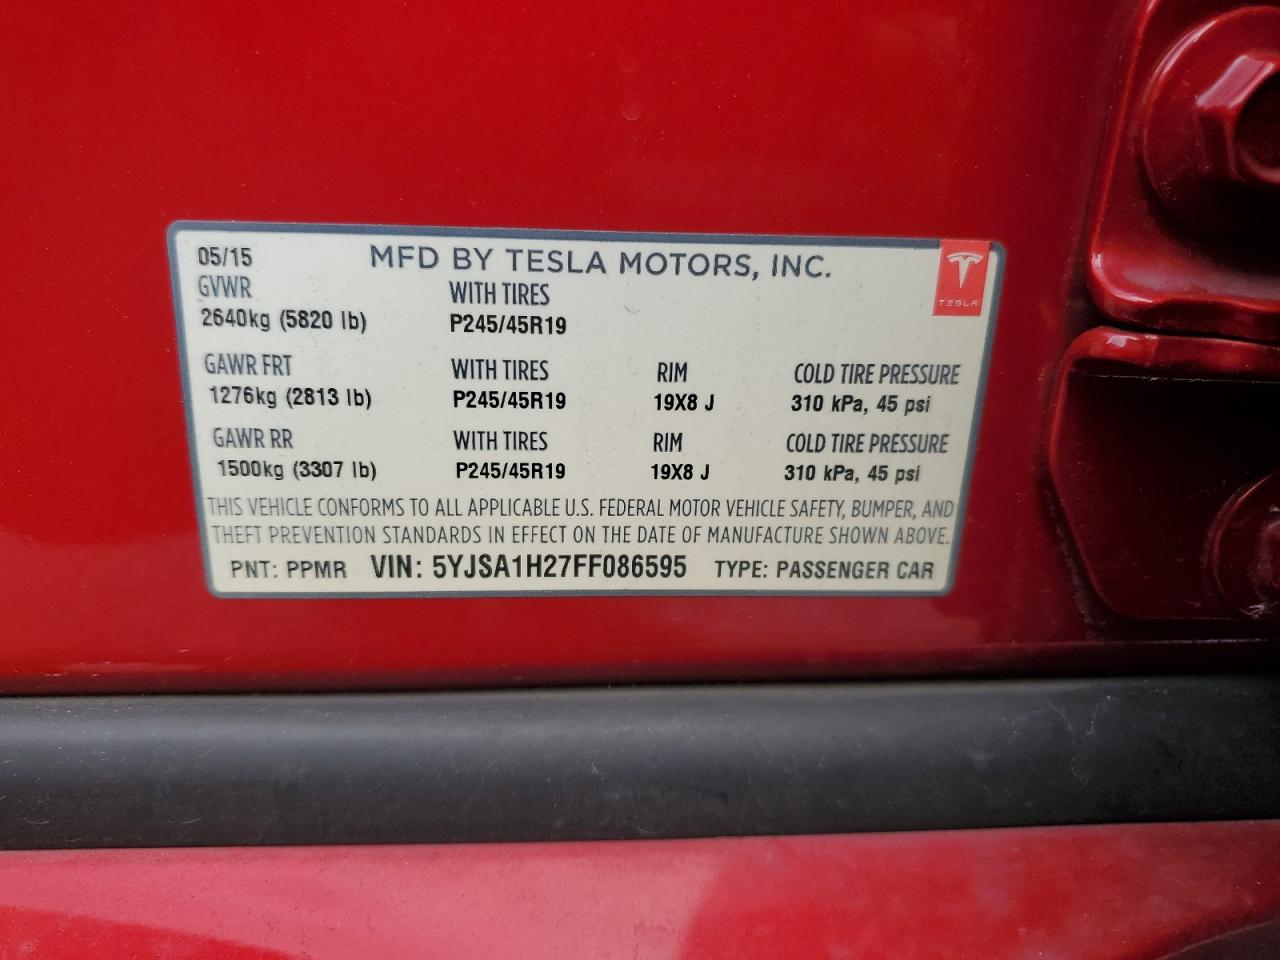 05/15 MFD BY TESLA MOTORS, INC.
TESLA
GVWR WITH TIRES
2640kg (5820 lb) P245/45R19
GAWR FRT WITH TIRES RIM COLD TIRE PRESSURE
1276kg (2813 lb) P245/45R19 19X8 J 310 kPa, 45 psi
GAWR RR WITH TIRES RIM COLD TIRE PRESSURE
1500kg (3307 lb) P245/45R19 19X8 J 310 kPa, 45 psi
THIS VEHICLE CONFORMS TO ALL APPLICABLE U.S. FEDERAL MOTOR VEHICLE SAFETY, BUMPER, AND
THEFT PREVENTION STANDARDS IN EFFECT ON THE DATE OF MANUFACTURE SHOWN ABOVE.
PNT: PPMR VIN: 5YJSA1H27FF086595 TYPE: PASSENGER CAR